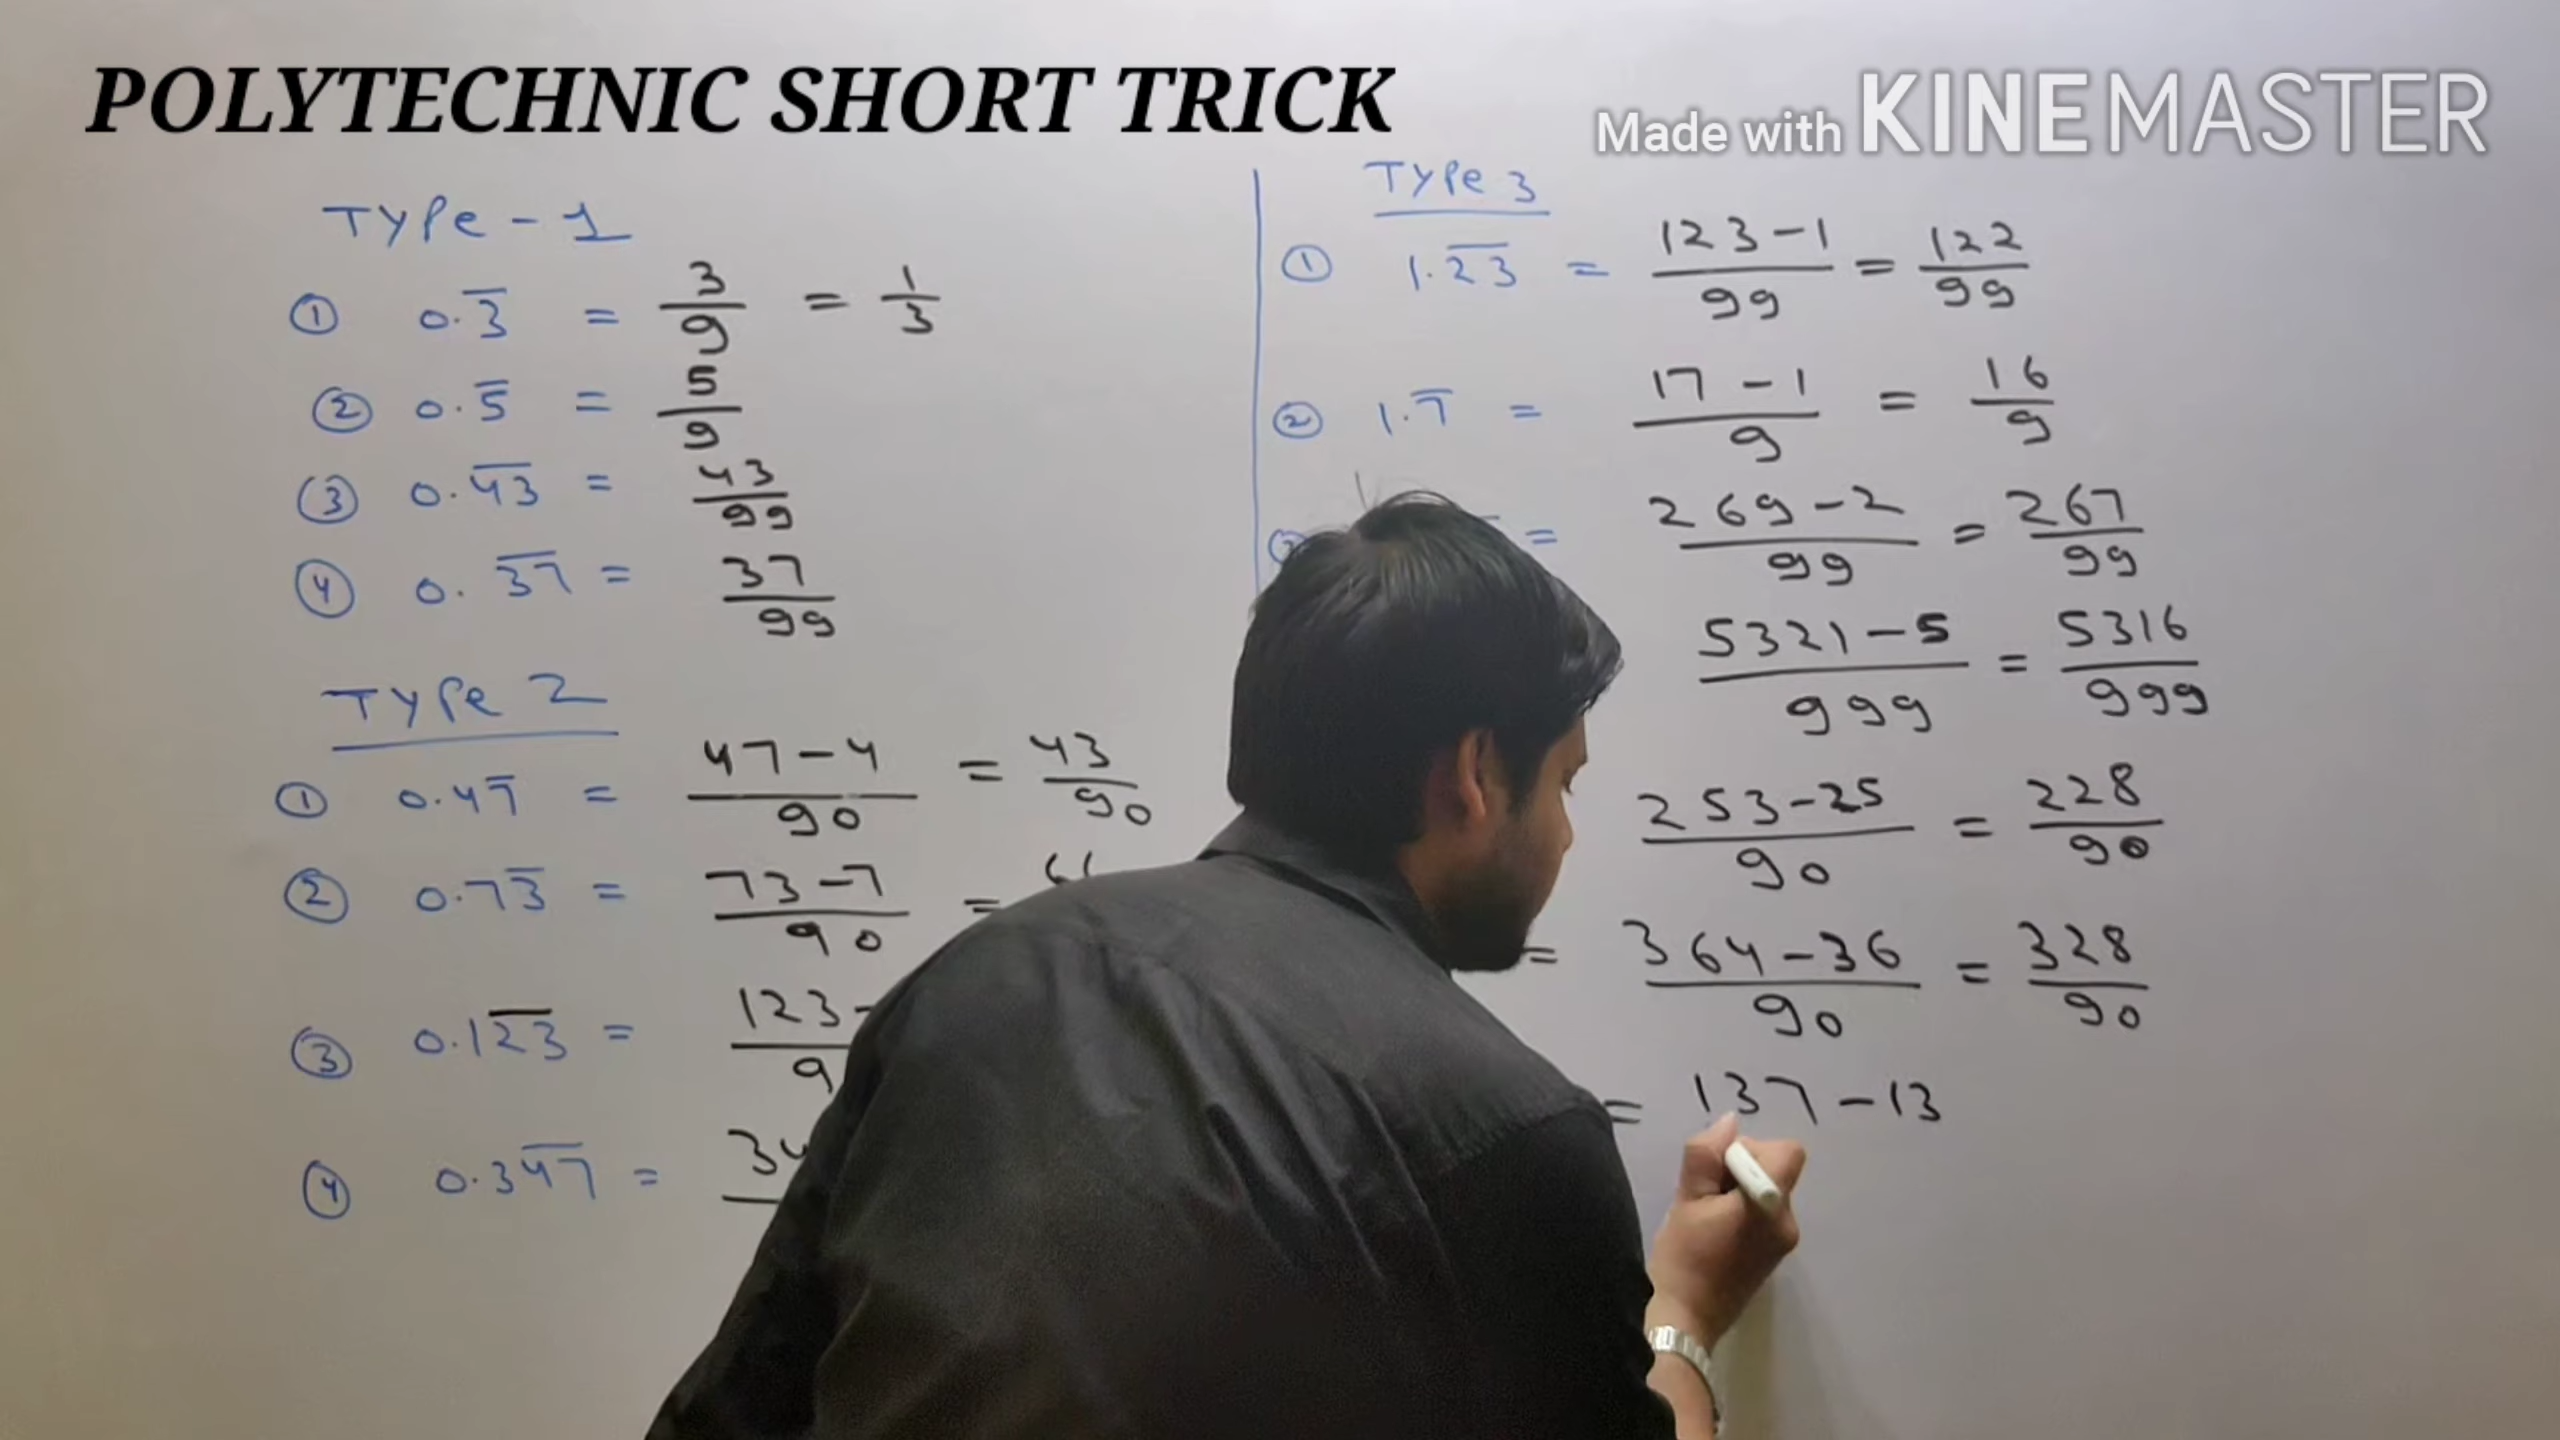 POLYTECHNIC SHORT TRICK
Made with KINEMASTER
TYPe - 1
① 0.3̅ = 3/9 = 1/3
② 0.5̅ = 5/9
③ 0.4̅3̅ = 43/99
④ 0.3̅7̅ = 37/99
TYPe 2
① 0.47̅ = 47-4/90 = 43/90
② 0.73̅ = 73-7/90 =
③ 0.12̅3̅ = 123-
④ 0.34̅7̅ =
TYPe 3
① 1.2̅3̅ = 123-1/99 = 122/99
② 1.7̅ = 17-1/9 = 16/9
= 269-2/99 = 267/99
5321-5/999 = 5316/999
253-25/90 = 228/90
= 364-36/90 = 328/90
= 137-13